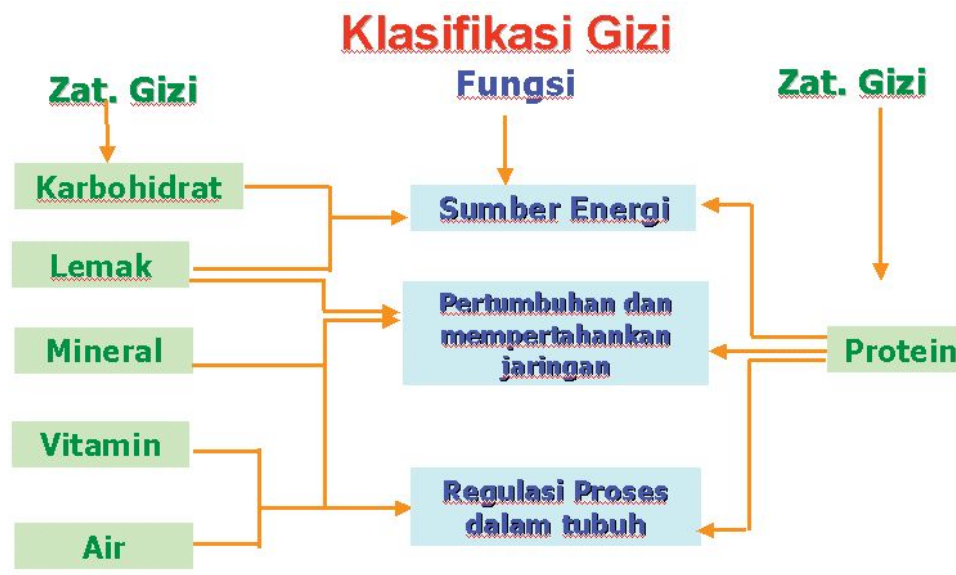 Klasifikasi Gizi
Zat. Gizi
Fungsi
Zat. Gizi
Karbohidrat
Sumber Energi
Lemak
Pertumbuhan dan
mempertahankan
jaringan
Mineral
Protein
Vitamin
Regulasi Proses
dalam tubuh
Air